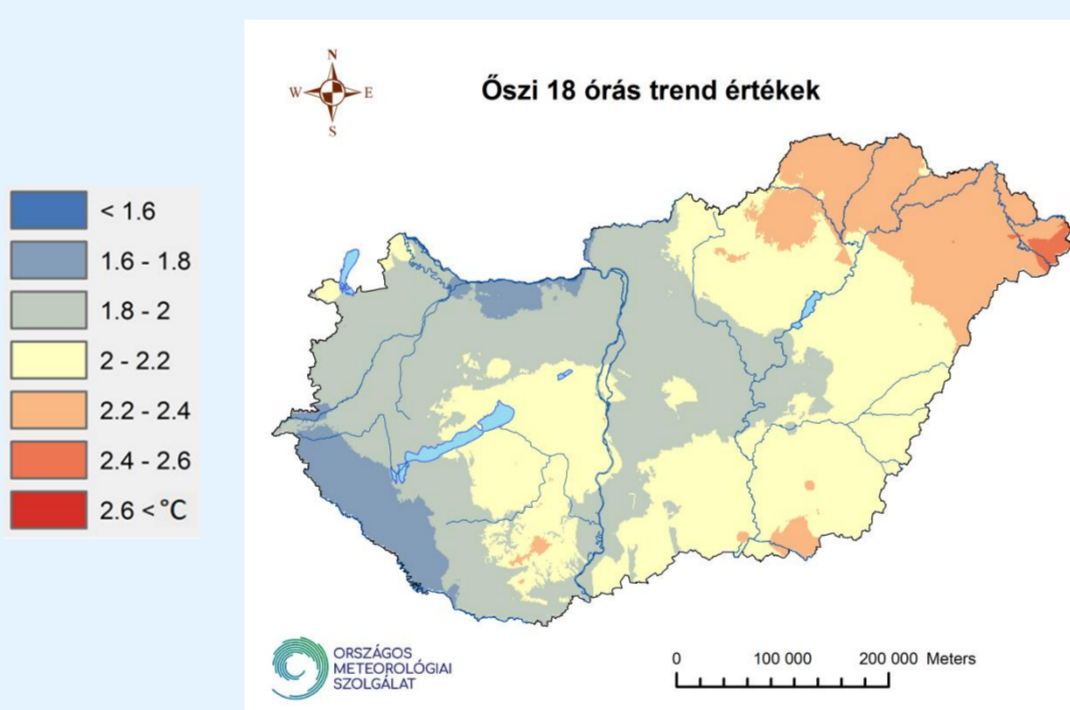 N
W E
S
Őszi 18 órás trend értékek
< 1.6
1.6 - 1.8
1.8 - 2
2 - 2.2
2.2 - 2.4
2.4 - 2.6
2.6 < °C
ORSZÁGOS
METEOROLÓGIAI
SZOLGÁLAT
0 100 000 200 000 Meters